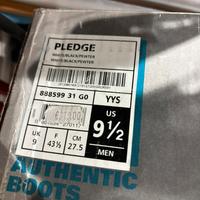 PLEDGE
WHITE/BLACK/PEWTER
WHITE/BLACK/PEWTER
888599 31 G0
YYS
UK
9
F
43½
CM
27.5
US
9½
MEN
AUTHENTIC
BOOTS